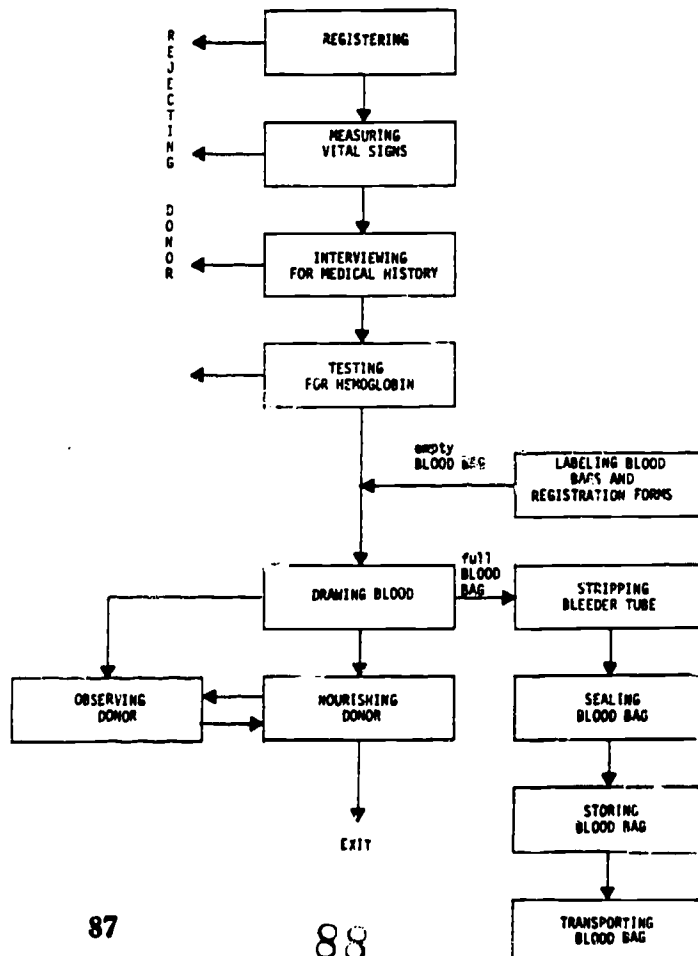 REJECTING DONOR
REGISTERING
MEASURING
VITAL SIGNS
INTERVIEWING
FOR MEDICAL HISTORY
TESTING
FOR HEMOGLOBIN
empty
BLOOD BAG
LABELING BLOOD
BAGS AND
REGISTRATION FORMS
DRAWING BLOOD
full
BLOOD
BAG
STRIPPING
BLEEDER TUBE
OBSERVING
DONOR
NOURISHING
DONOR
SEALING
BLOOD BAG
EXIT
STORING
BLOOD BAG
TRANSPORTING
BLOOD BAG
87
88